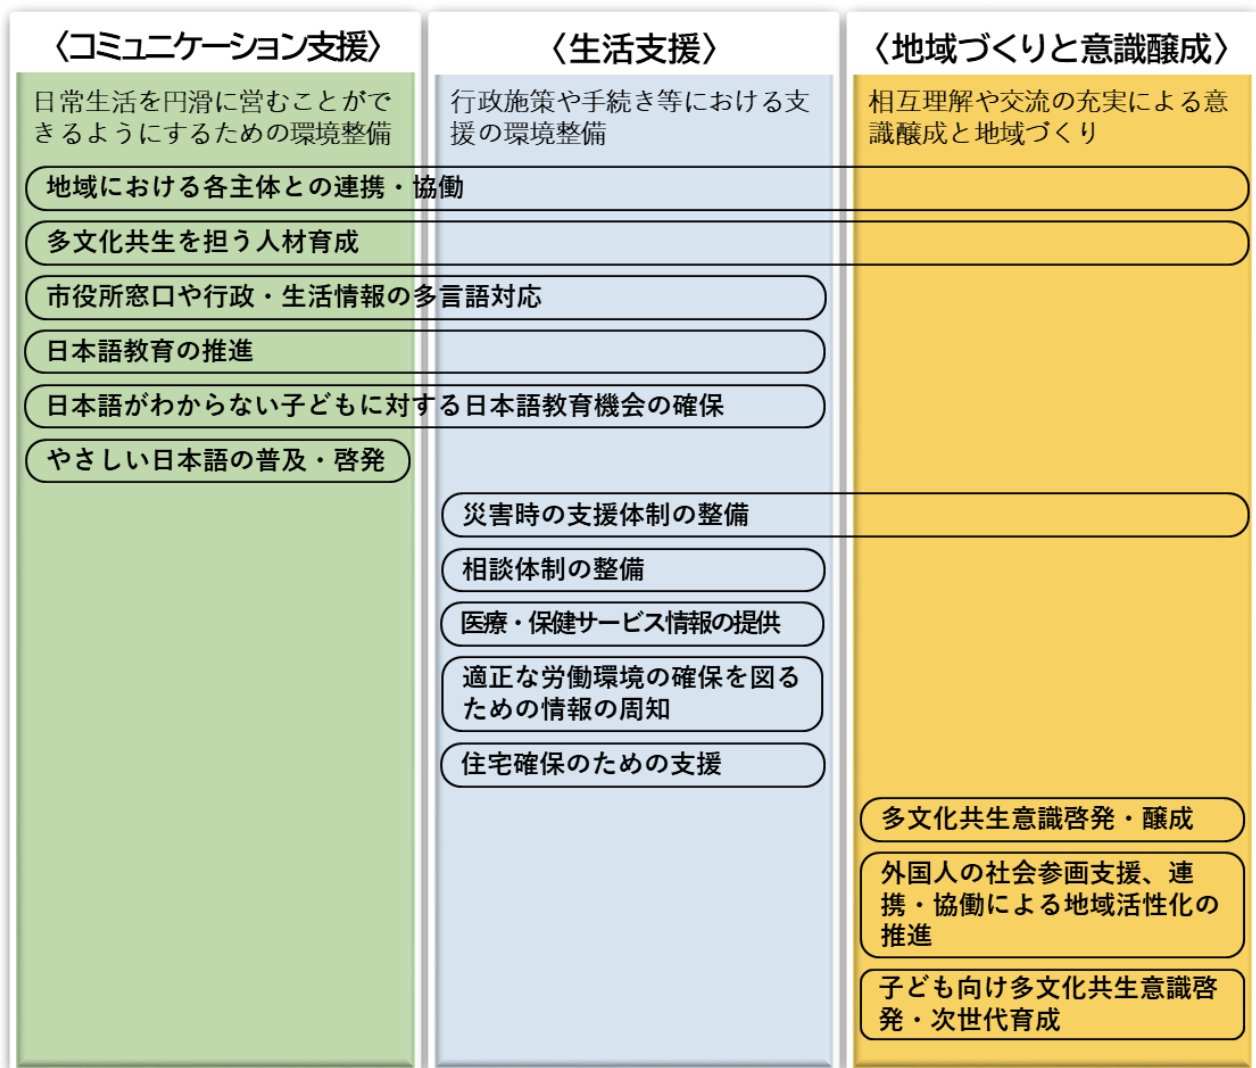 〈コミュニケーション支援〉
日常生活を円滑に営むことがで
きるようにするための環境整備
〈生活支援〉
行政施策や手続き等における支
援の環境整備
〈地域づくりと意識醸成〉
相互理解や交流の充実による意
識醸成と地域づくり
地域における各主体との連携・協働
多文化共生を担う人材育成
市役所窓口や行政・生活情報の多言語対応
日本語教育の推進
日本語がわからない子どもに対する日本語教育機会の確保
やさしい日本語の普及・啓発
災害時の支援体制の整備
相談体制の整備
医療・保健サービス情報の提供
適正な労働環境の確保を図る
ための情報の周知
住宅確保のための支援
多文化共生意識啓発・醸成
外国人の社会参画支援、連
携・協働による地域活性化の
推進
子ども向け多文化共生意識啓
発・次世代育成